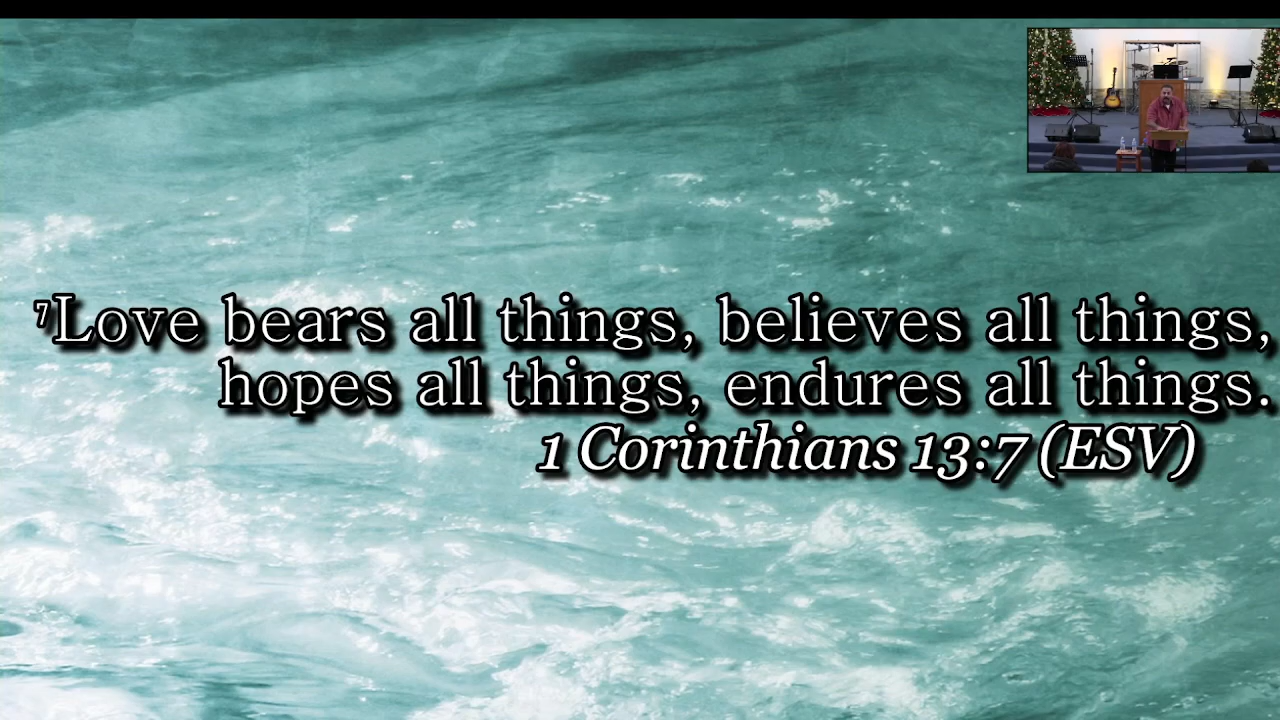 7Love bears all things, believes all things,
hopes all things, endures all things.
1 Corinthians 13:7 (ESV)